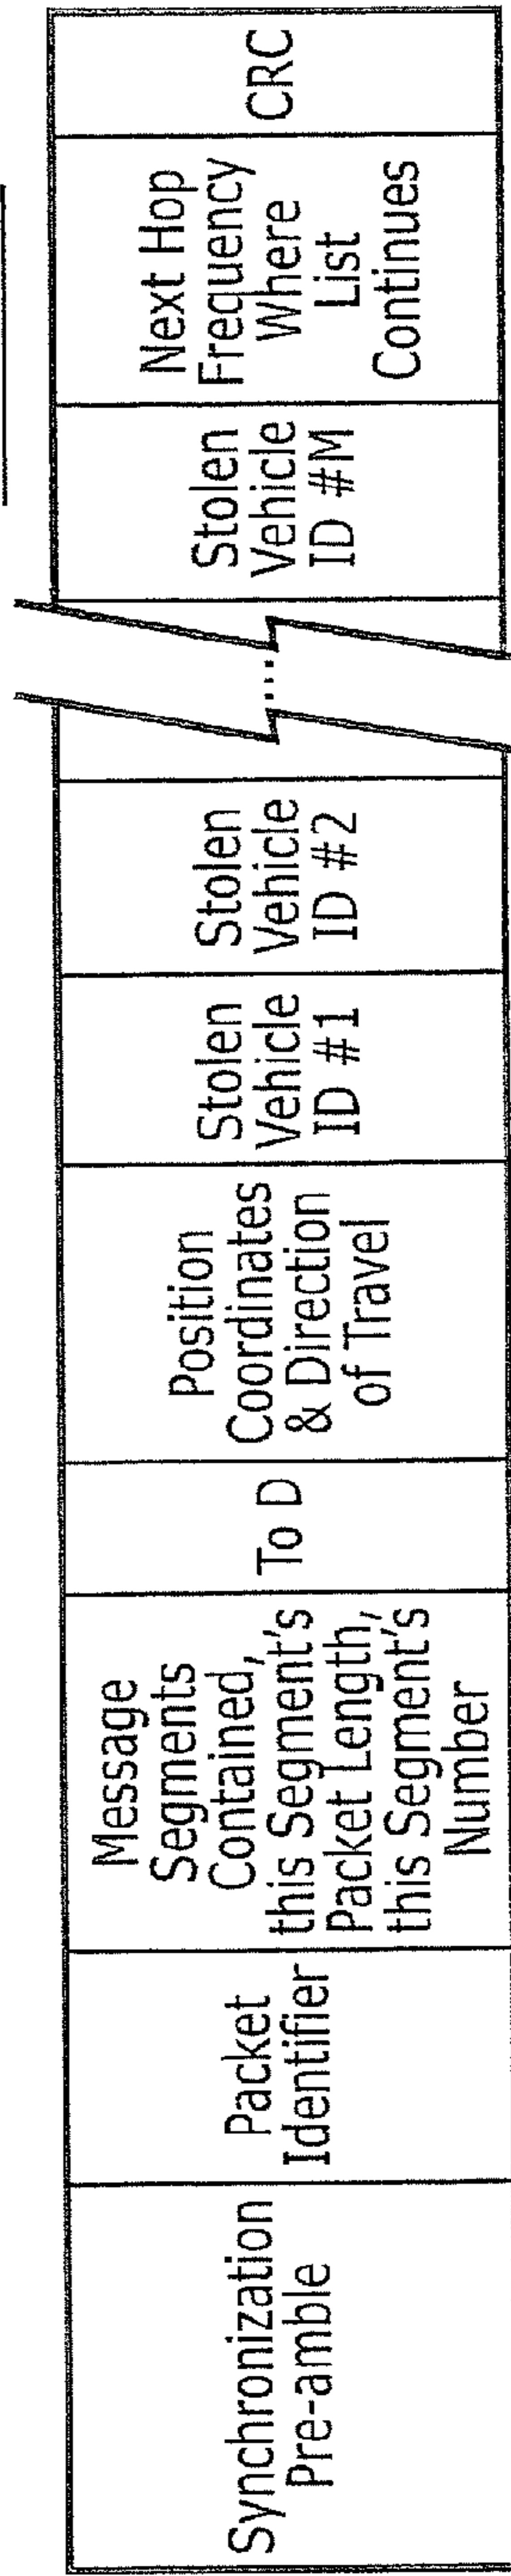 Synchronization
Pre-amble
Packet
Identifier
Message
Segments
Contained,
this Segment's
Packet Length,
this Segment's
Number
To D
Position
Coordinates
& Direction
of Travel
Stolen
Vehicle
ID #1
Stolen
Vehicle
ID #2
...
Stolen
Vehicle
ID #M
Next Hop
Frequency
Where
List
Continues
CRC